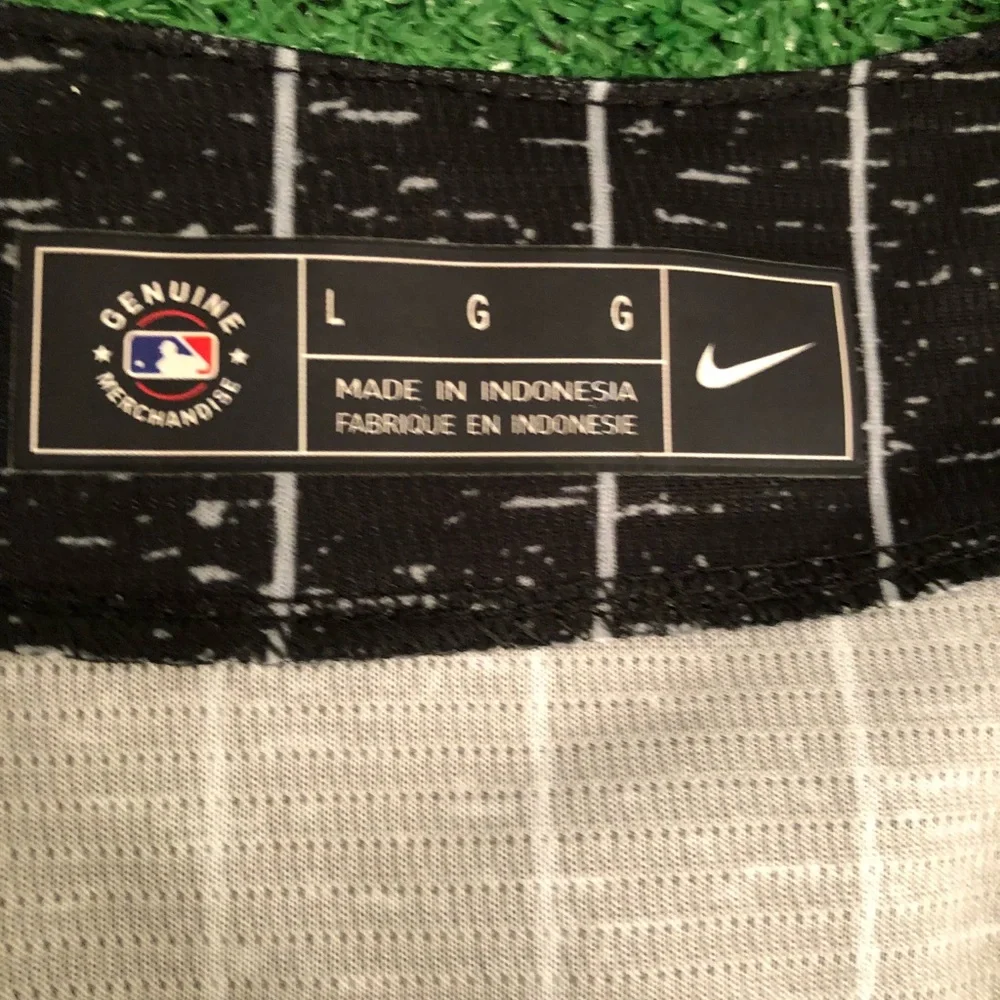 GENUINE
MERCHANDISE
L G G
MADE IN INDONESIA
FABRIQUE EN INDONESIE